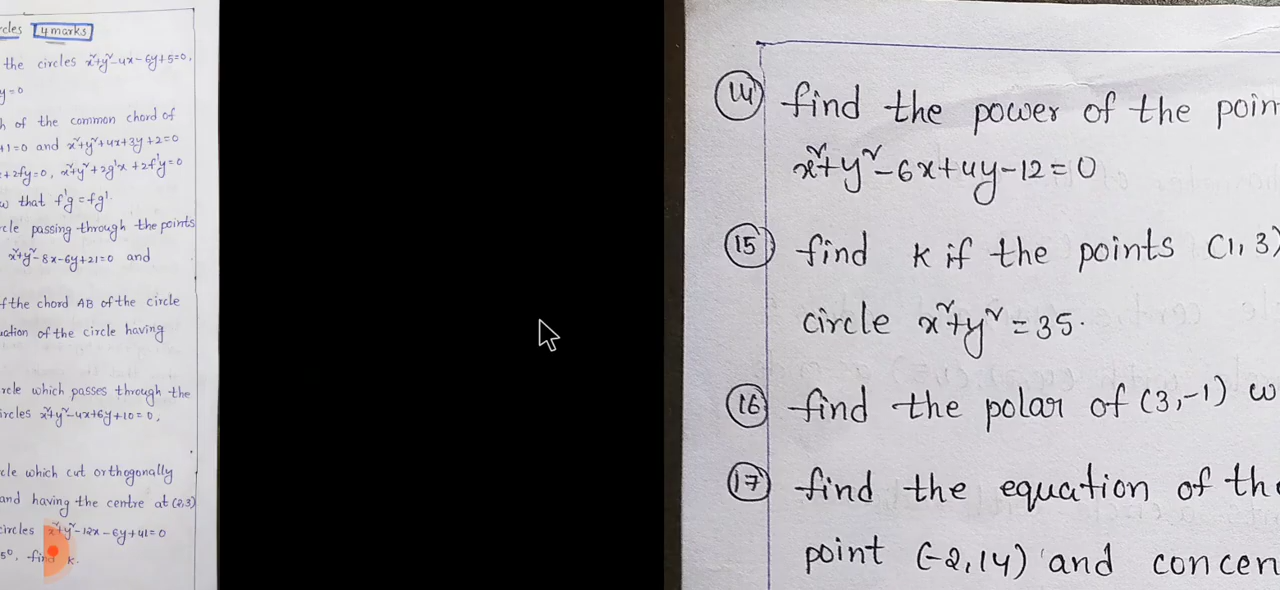 rcles 4 marks
the circles x²+y²-4x-6y+5=0,
y=0
h of the common chord of
+1=0 and x²+y²+4x+3y+2=0
+2fy=0, x²+y²+2g'x+2f'y=0
w that f'g=fg'.
rcle passing through the points
x²+y²-8x-6y+21=0 and
f the chord AB of the circle
uation of the circle having
rcle which passes through the
ircles x²+y²-4x+6y+10=0,
cle which cut orthogonally
and having the centre at (2,3)
circles x²+y²-12x-6y+41=0
5°, find k.
14 find the power of the poin
x²+y²-6x+4y-12=0
15 find k if the points (1,3)
circle x²+y²=35.
16 find the polar of (3,-1) w
17 find the equation of the
point (-2,14) and concen